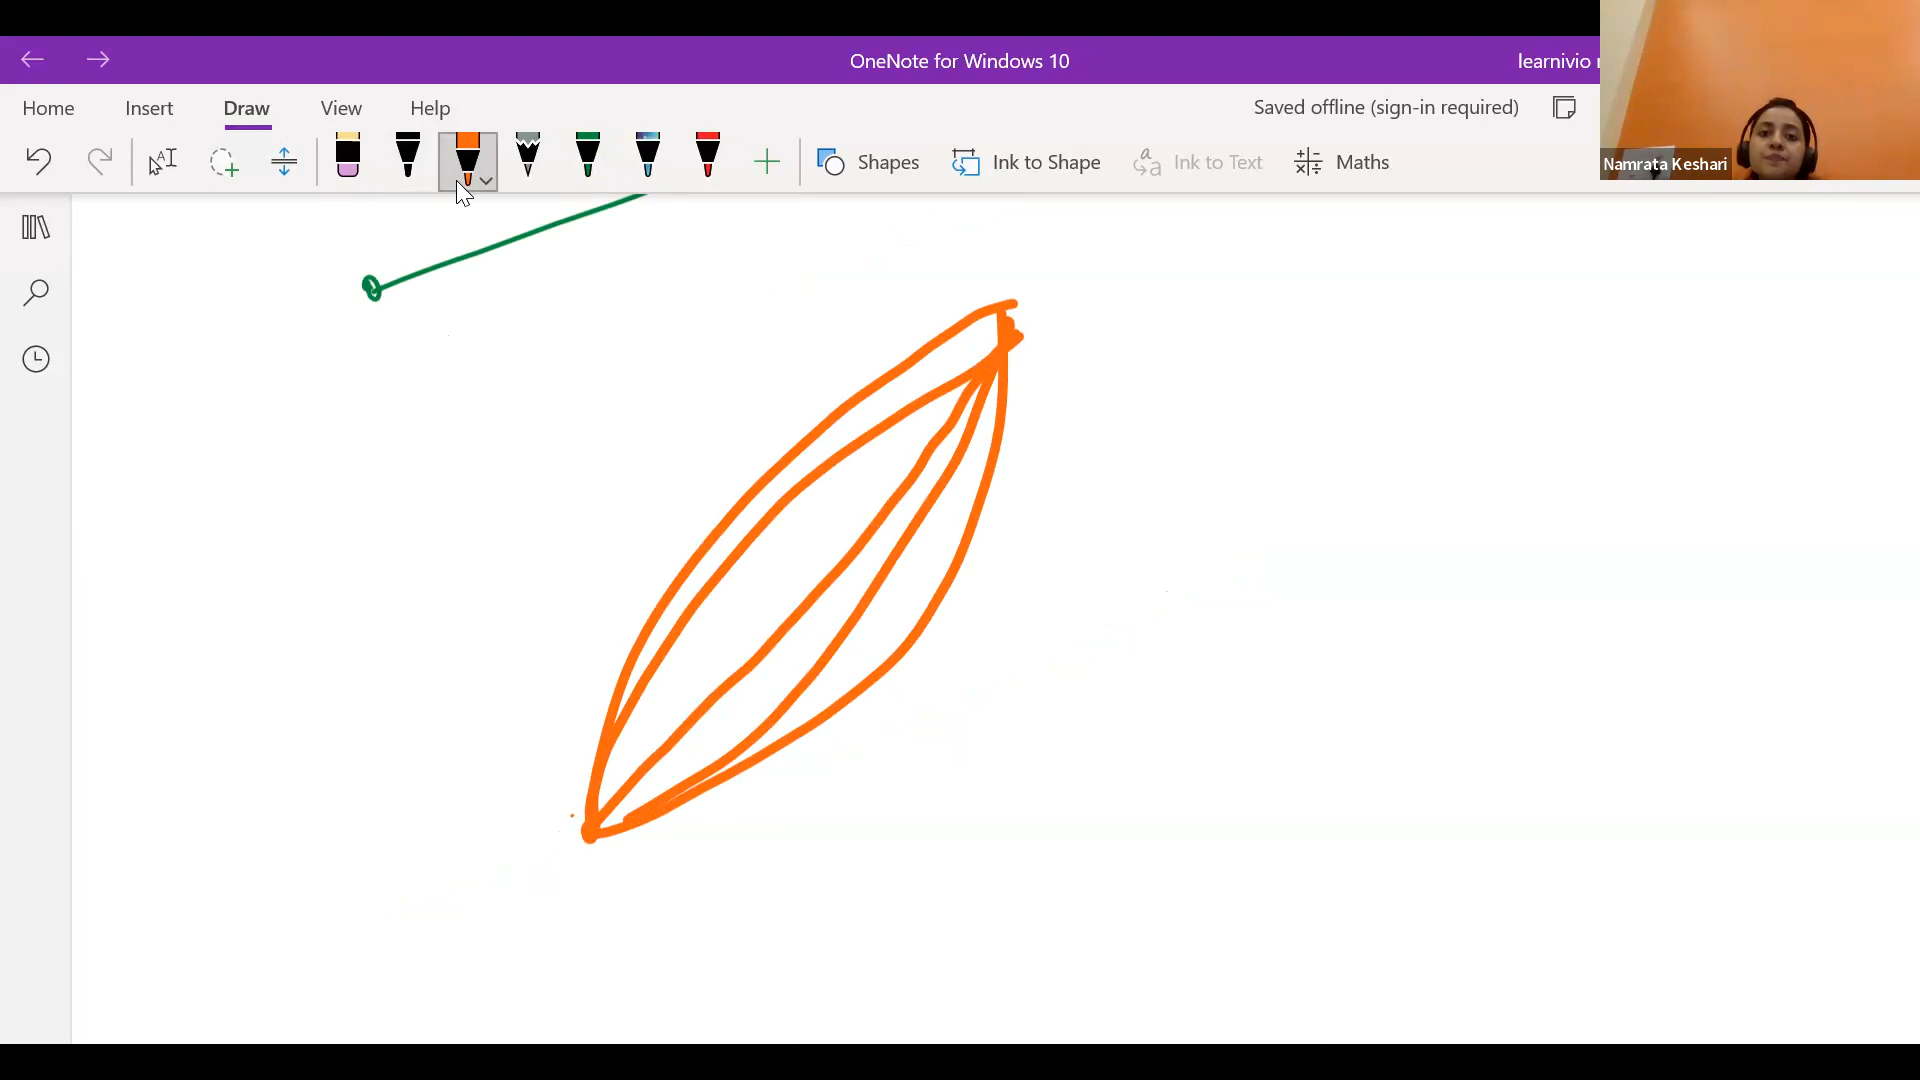 OneNote for Windows 10
learnivio
Home Insert Draw View Help
Saved offline (sign-in required)
Shapes Ink to Shape Ink to Text Maths
Namrata Keshari